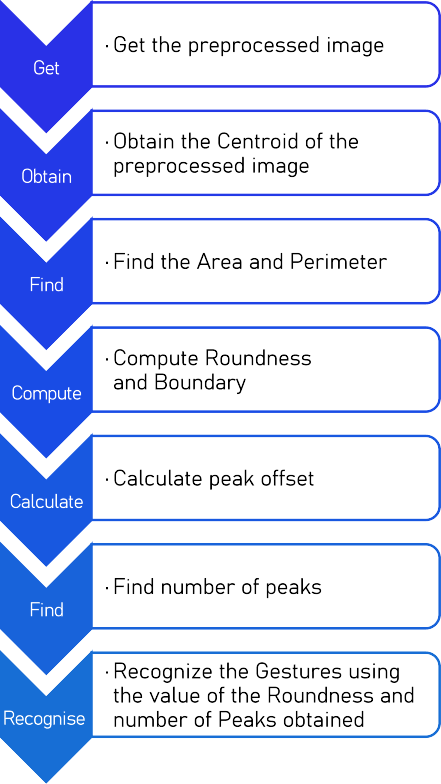 Get
· Get the preprocessed image
Obtain
· Obtain the Centroid of the
preprocessed image
Find
· Find the Area and Perimeter
Compute
· Compute Roundness
and Boundary
Calculate
· Calculate peak offset
Find
· Find number of peaks
Recognise
· Recognize the Gestures using
the value of the Roundness and
number of Peaks obtained